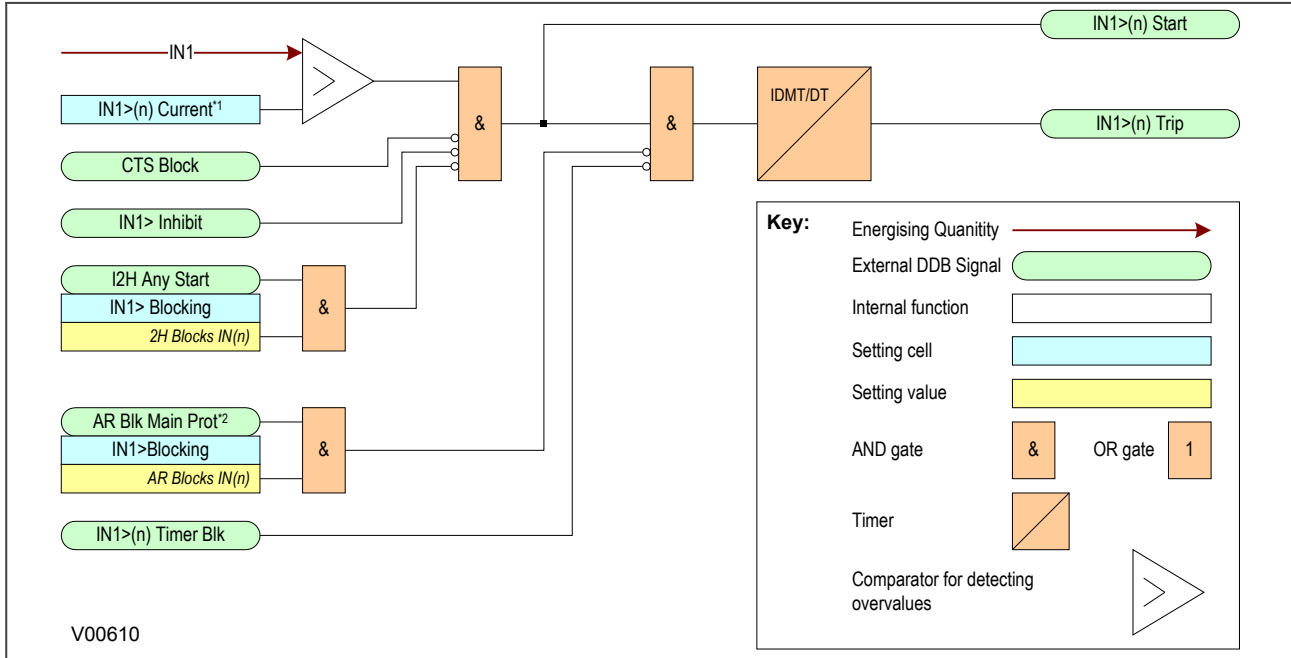 IN1
IN1>(n) Current*1
CTS Block
IN1> Inhibit
I2H Any Start
IN1> Blocking
2H Blocks IN(n)
&
AR Blk Main Prot*2
IN1>Blocking
AR Blocks IN(n)
&
IN1>(n) Timer Blk
&
&
IDMT/DT
IN1>(n) Start
IN1>(n) Trip
Key:
Energising Quanitity
External DDB Signal
Internal function
Setting cell
Setting value
AND gate
&
OR gate
1
Timer
Comparator for detecting
overvalues
V00610